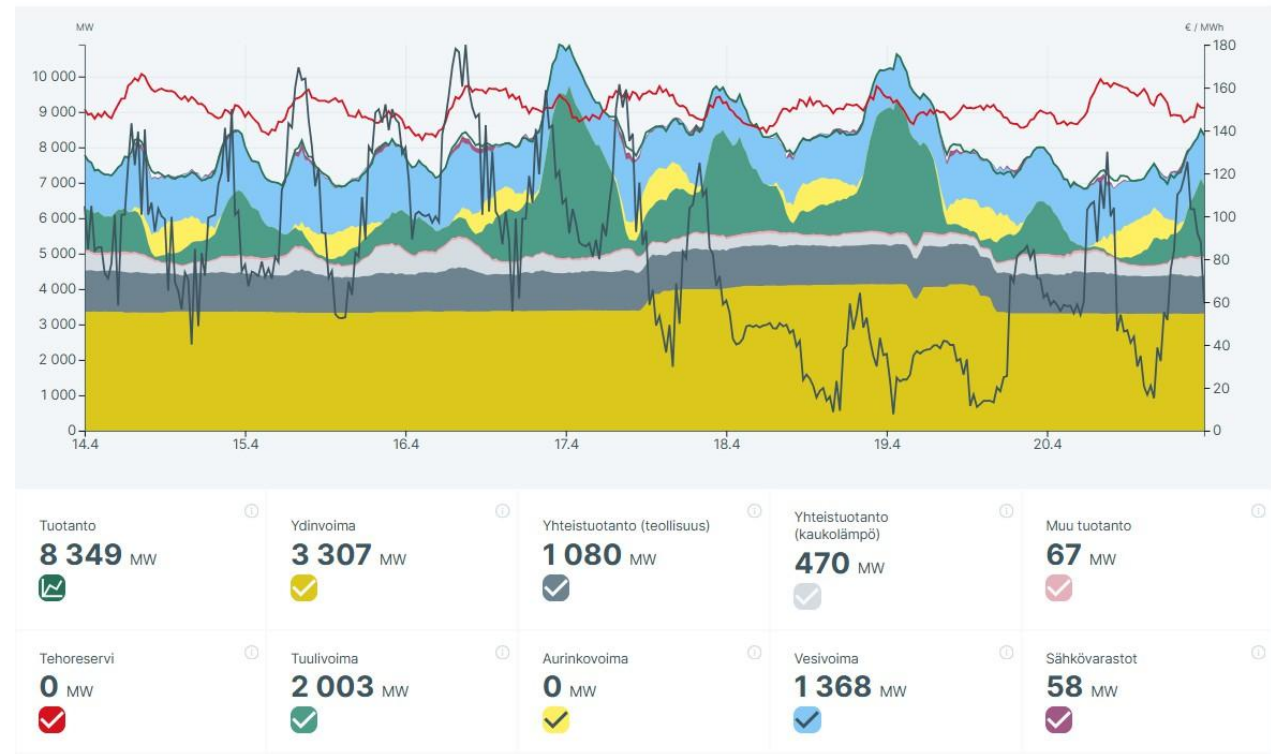 MW
€ / MWh
10 000
9 000
8 000
7 000
6 000
5 000
4 000
3 000
2 000
1 000
0
180
160
140
120
100
80
60
40
20
0
14.4
15.4
16.4
17.4
18.4
19.4
20.4
Tuotanto
8 349 MW
Ydinvoima
3 307 MW
Yhteistuotanto (teollisuus)
1 080 MW
Yhteistuotanto
(kaukolämpö)
470 MW
Muu tuotanto
67 MW
Tehoreservi
0 MW
Tuulivoima
2 003 MW
Aurinkovoima
0 MW
Vesivoima
1 368 MW
Sähkövarastot
58 MW